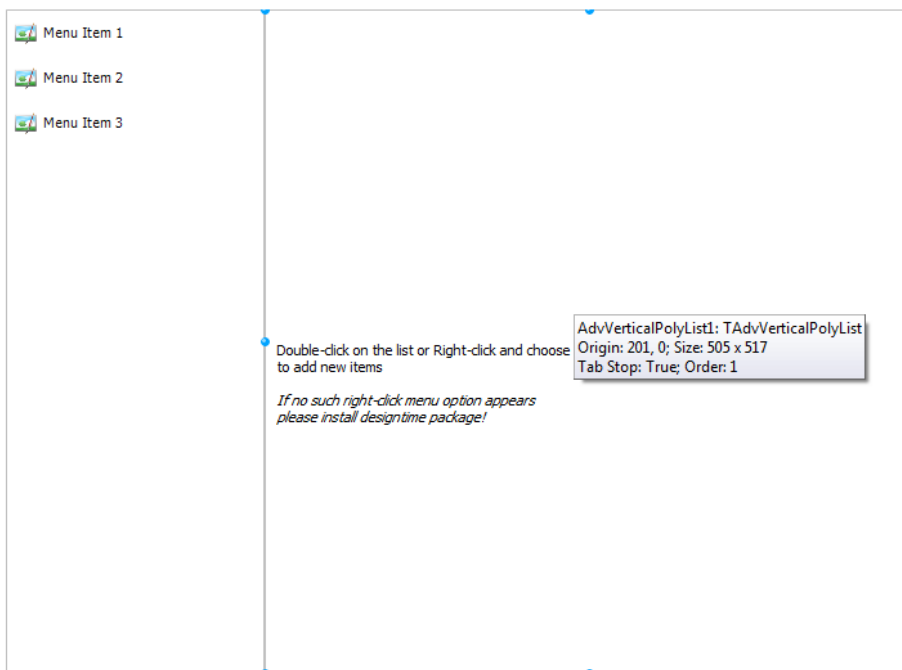 Menu Item 1
Menu Item 2
Menu Item 3
Double-click on the list or Right-click and choose
to add new items
If no such right-click menu option appears
please install designtime package!
AdvVerticalPolyList1: TAdvVerticalPolyList
Origin: 201, 0; Size: 505 x 517
Tab Stop: True; Order: 1